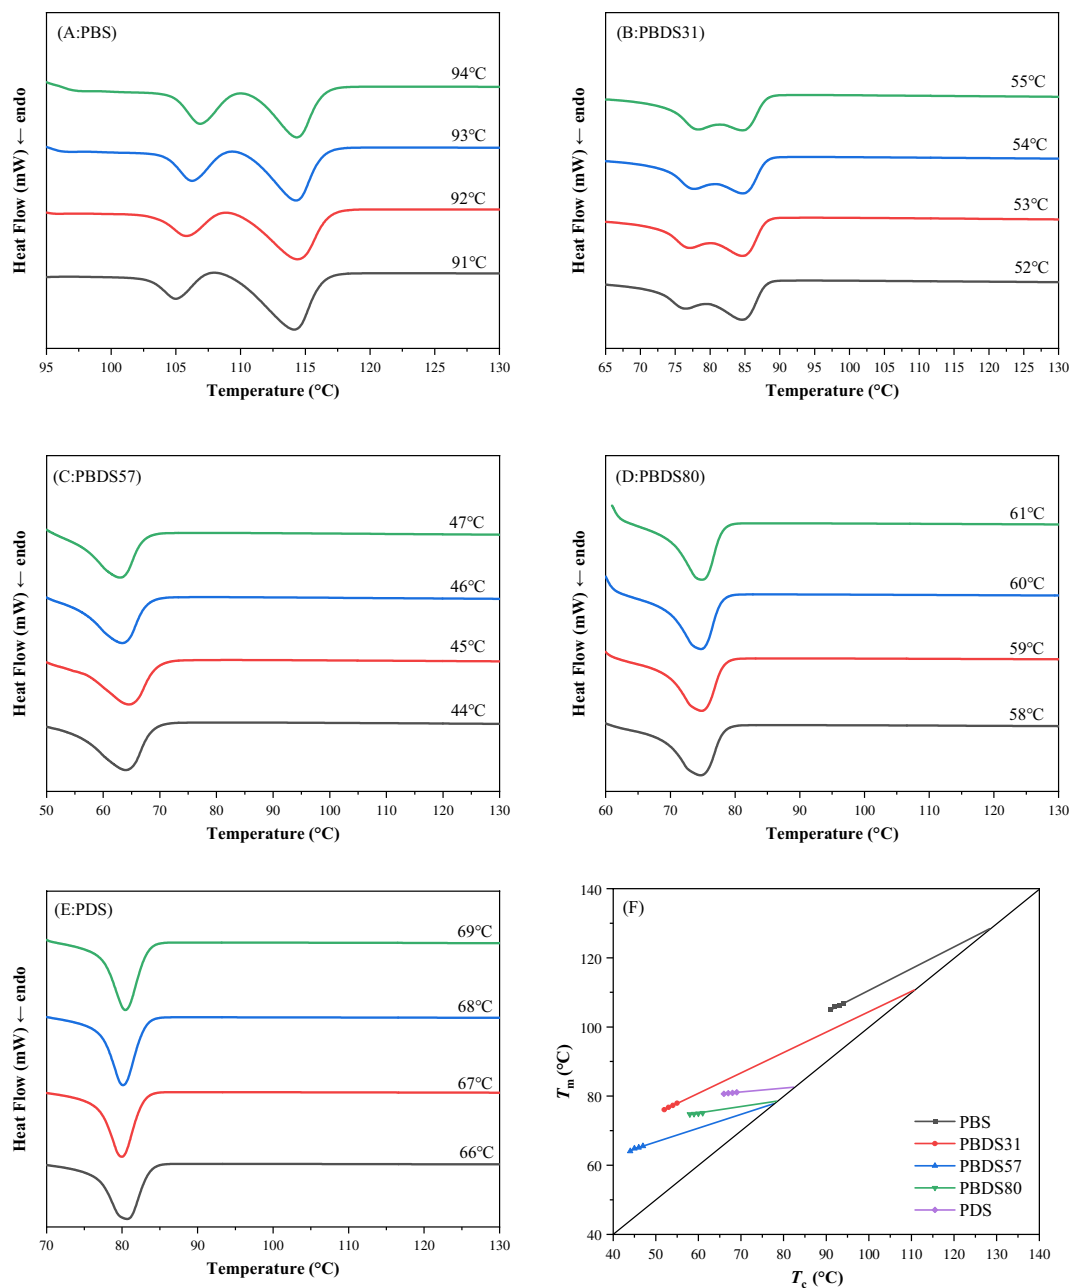 (A:PBS)
94°C
93°C
92°C
91°C
Heat Flow (mW) ← endo
95 100 105 110 115 120 125 130
Temperature (°C)
(B:PBDS31)
55°C
54°C
53°C
52°C
Heat Flow (mW) ← endo
65 70 75 80 85 90 95 100 105 110 115 120 125 130
Temperature (°C)
(C:PBDS57)
47°C
46°C
45°C
44°C
Heat Flow (mW) ← endo
50 60 70 80 90 100 110 120 130
Temperature (°C)
(D:PBDS80)
61°C
60°C
59°C
58°C
Heat Flow (mW) ← endo
60 70 80 90 100 110 120 130
Temperature (°C)
(E:PDS)
69°C
68°C
67°C
66°C
Heat Flow (mW) ← endo
70 80 90 100 110 120 130
Temperature (°C)
(F)
140
120
100
80
60
40
Tm (°C)
PBS
PBDS31
PBDS57
PBDS80
PDS
40 50 60 70 80 90 100 110 120 130 140
Tc (°C)